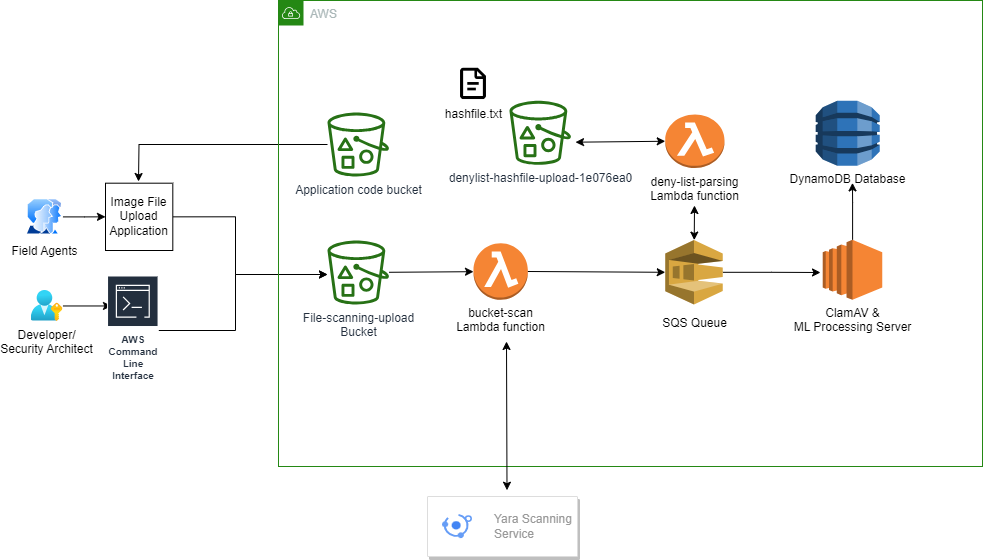 AWS
hashfile.txt
Application code bucket
denylist-hashfile-upload-1e076ea0
deny-list-parsing
Lambda function
DynamoDB Database
Image File
Upload
Application
Field Agents
Developer/
Security Architect
AWS
Command
Line
Interface
File-scanning-upload
Bucket
bucket-scan
Lambda function
SQS Queue
ClamAV &
ML Processing Server
Yara Scanning
Service